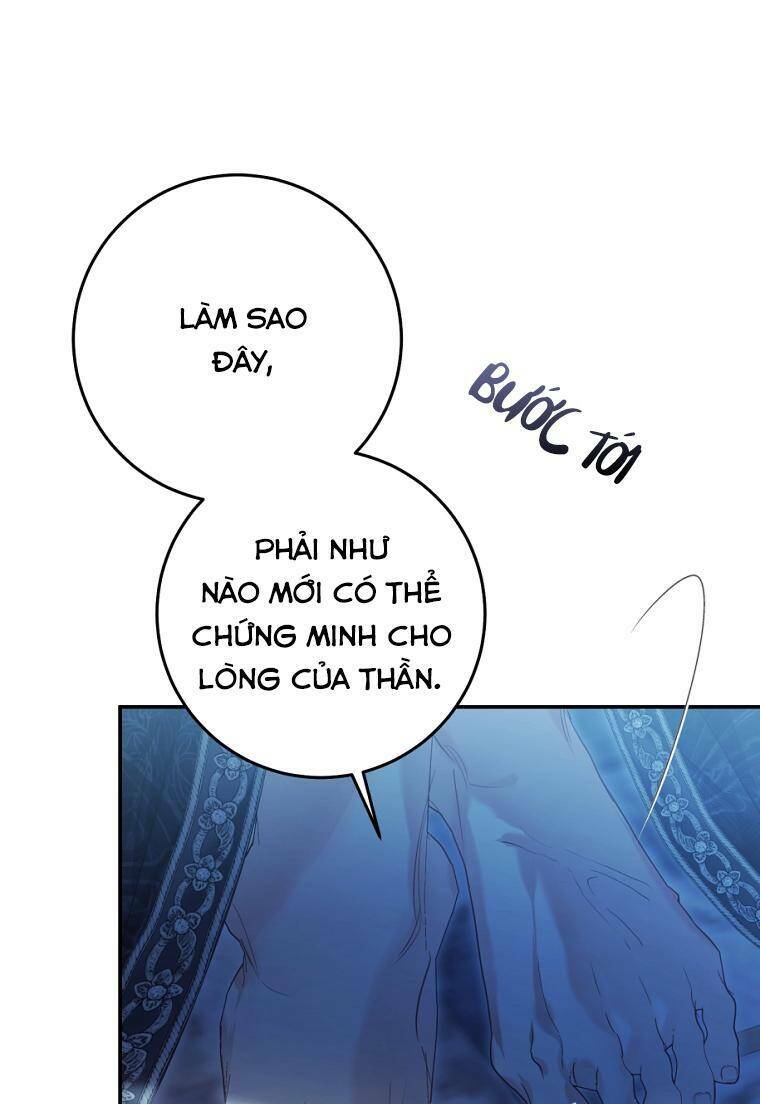 LÀM SAO
ĐÂY,
BƯỚC TỚI
PHẢI NHƯ
NÀO MỚI CÓ THỂ
CHỨNG MINH CHO
LÒNG CỦA THẦN.